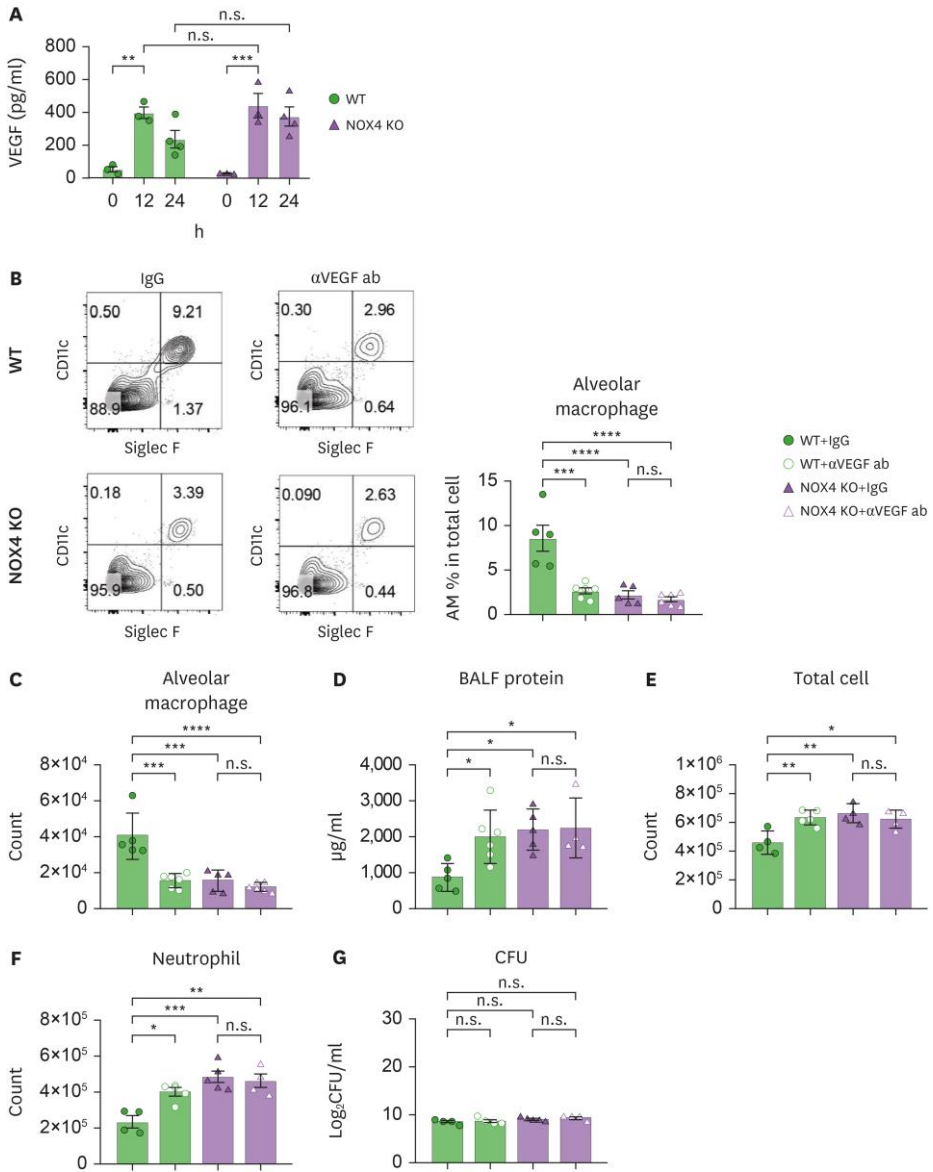 A
n.s.
n.s.
** ***
VEGF (pg/ml)
800
600
400
200
0
0 12 24 0 12 24
h
WT
NOX4 KO
B
IgG αVEGF ab
WT
CD11c
0.50 9.21
88.9 1.37
Siglec F
CD11c
0.30 2.96
96.1 0.64
Siglec F
NOX4 KO
CD11c
0.18 3.39
95.9 0.50
Siglec F
CD11c
0.090 2.63
96.8 0.44
Siglec F
Alveolar
macrophage
****
****
*** n.s.
AM % in total cell
15
10
5
0
WT+IgG
WT+αVEGF ab
NOX4 KO+IgG
NOX4 KO+αVEGF ab
C
Alveolar
macrophage
****
***
*** n.s.
Count
8×10⁴
6×10⁴
4×10⁴
2×10⁴
0
D
BALF protein
*
*
* n.s.
μg/ml
4,000
3,000
2,000
1,000
0
E
Total cell
*
**
** n.s.
Count
1×10⁶
8×10⁵
6×10⁵
4×10⁵
2×10⁵
0
F
Neutrophil
**
***
* n.s.
Count
8×10⁵
6×10⁵
4×10⁵
2×10⁵
0
G
CFU
n.s.
n.s.
n.s. n.s.
Log₂CFU/ml
30
20
10
0